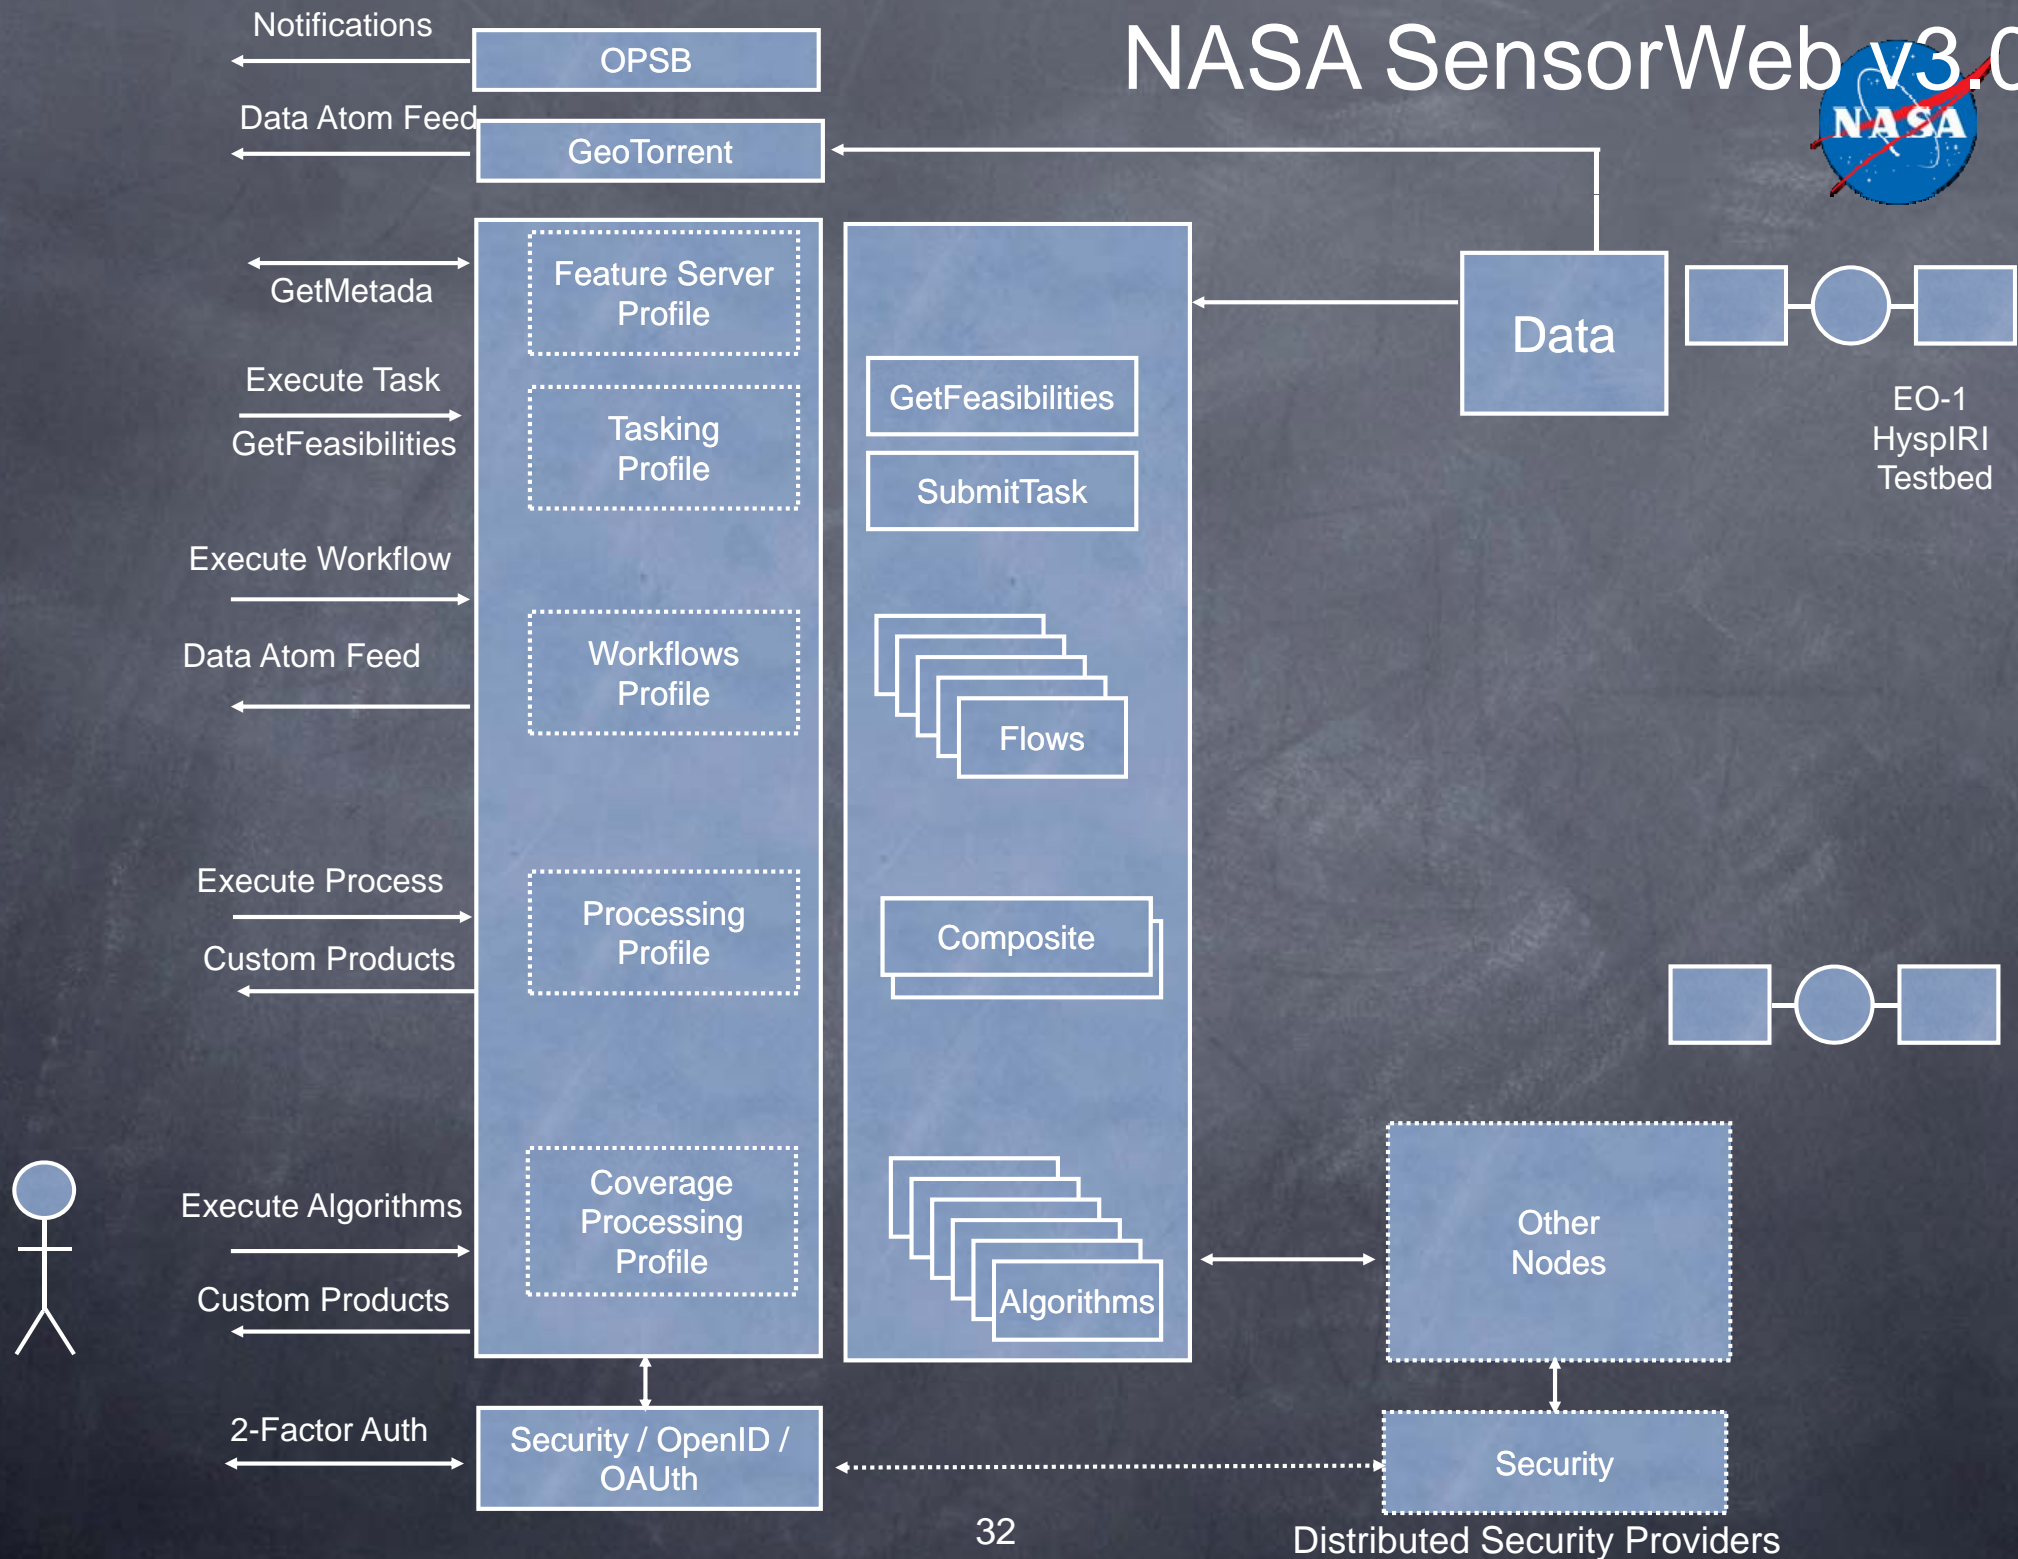 NASA SensorWeb v3.0
NASA
Notifications
OPSB
Data Atom Feed
GeoTorrent
GetMetada
Feature Server
Profile
Execute Task
GetFeasibilities
Tasking
Profile
GetFeasibilities
SubmitTask
Data
EO-1
HyspIRI
Testbed
Execute Workflow
Data Atom Feed
Workflows
Profile
Flows
Execute Process
Custom Products
Processing
Profile
Composite
Execute Algorithms
Custom Products
Coverage
Processing
Profile
Algorithms
Other
Nodes
2-Factor Auth
Security / OpenID /
OAUth
Security
Distributed Security Providers
32